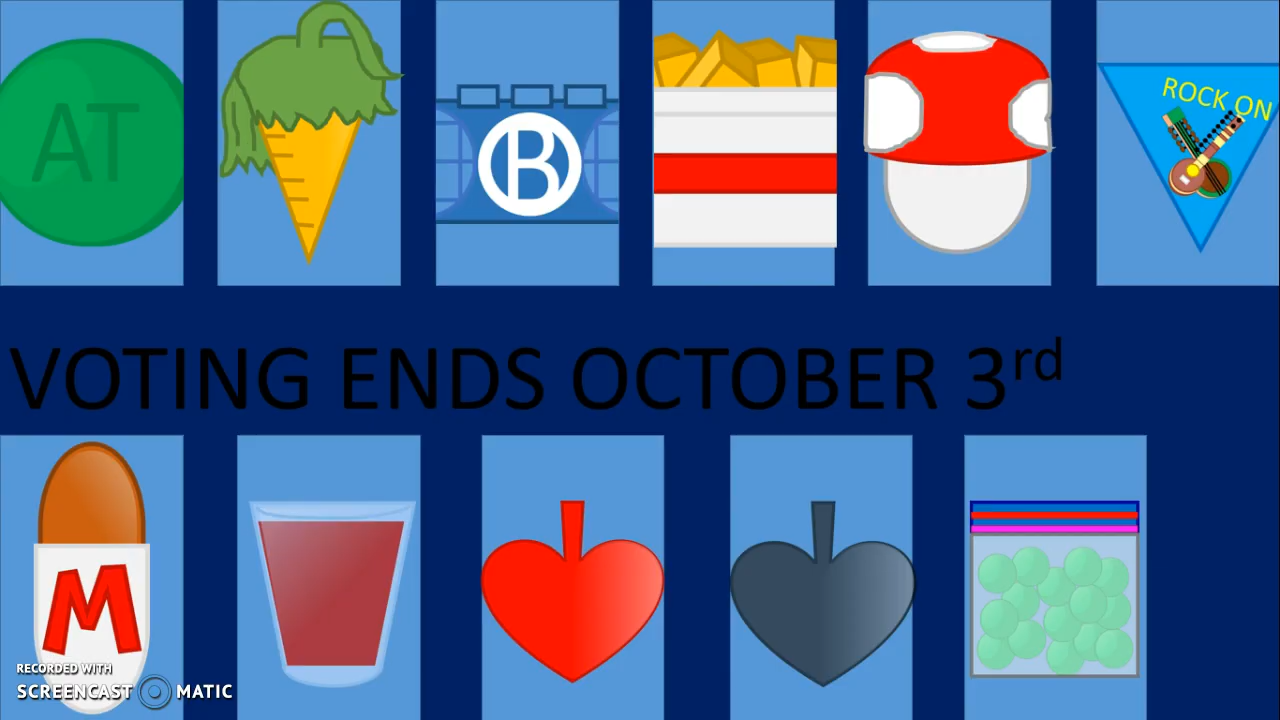 AT
B
ROCK ON
VOTING ENDS OCTOBER 3rd
M
RECORDED WITH
SCREENCAST MATIC